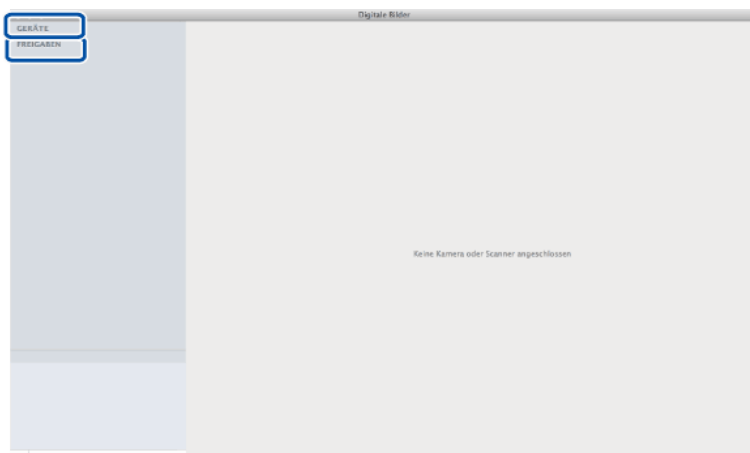 Digitale Bilder
GERÄTE
FREIGABEN
Keine Kamera oder Scanner angeschlossen